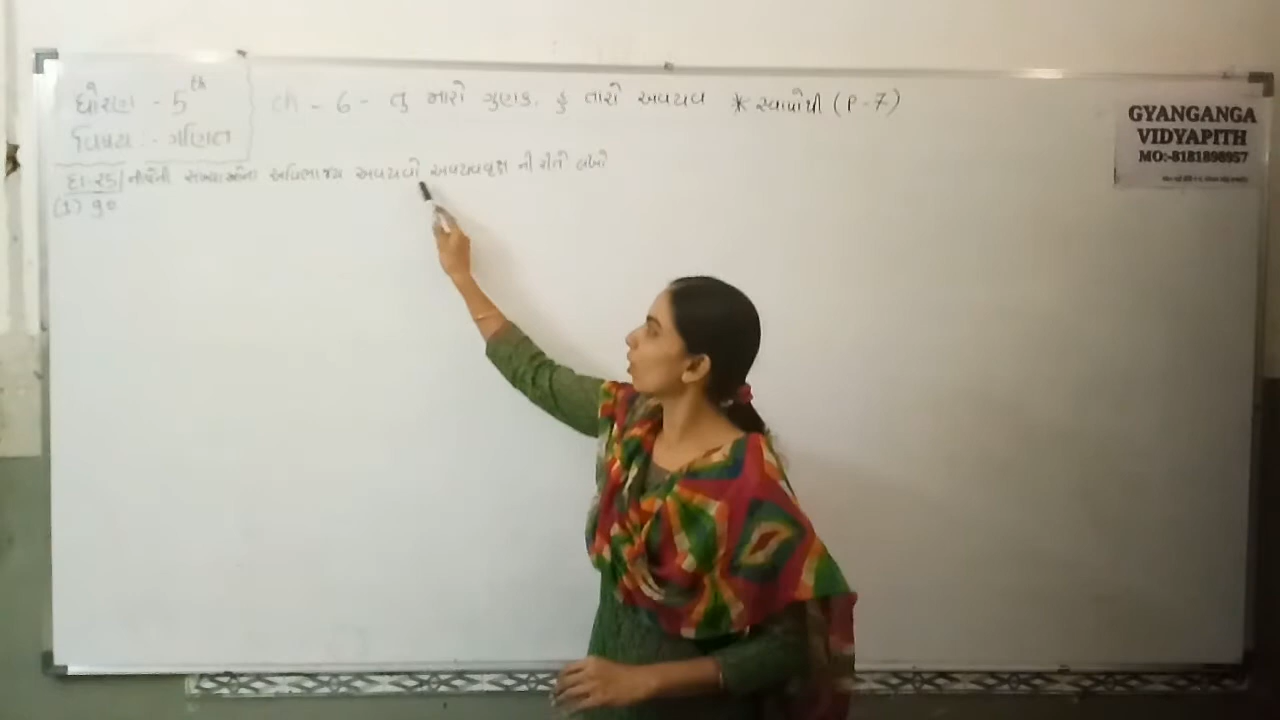 ધોરણ - 5th
ch - 6 - તુ મારો ગુણક, હુ તારો અવયવ * સ્વાપોથી (P-7)
વિષય :- ગણિત
નીચેની સંખ્યાઓના અવિભાજ્ય અવયવો અવયવવૃક્ષ ની રીતે લખો
(1) ૧૦
GYANGANGA
VIDYAPITH
MO:-8181898957